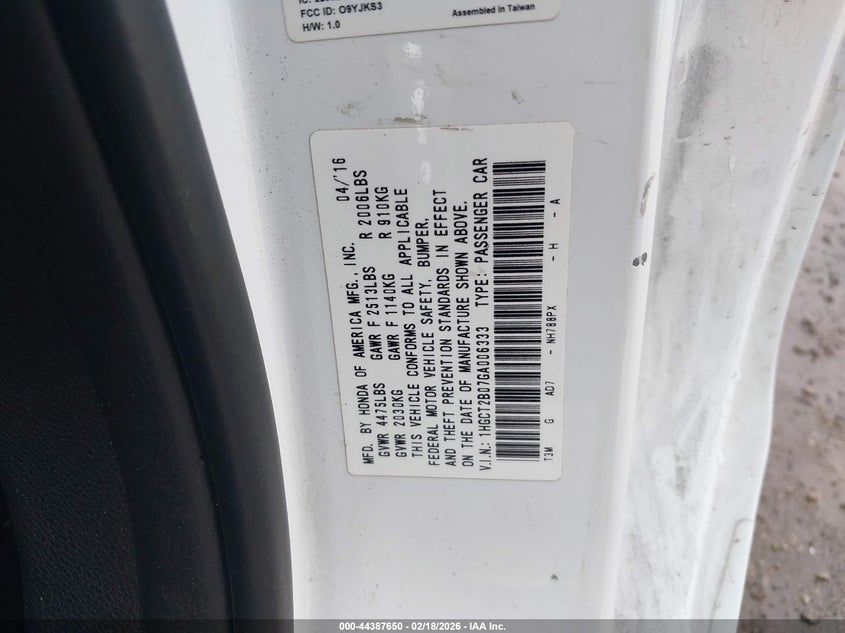 FCC ID: O9YJKS3
H/W: 1.0
Assembled in Taiwan
MFD. BY HONDA OF AMERICA MFG., INC. 04/'16
GVWR 4475LBS GAWR F 2513LBS R 2006LBS
GVWR 2030KG GAWR F 1140KG R 910KG
THIS VEHICLE CONFORMS TO ALL APPLICABLE
FEDERAL MOTOR VEHICLE SAFETY, BUMPER,
AND THEFT PREVENTION STANDARDS IN EFFECT
ON THE DATE OF MANUFACTURE SHOWN ABOVE.
V.I.N.: 1HGCT2B07GA006333 TYPE: PASSENGER CAR
T3M G AD7 - NH788PX - H - A
000-44387650 - 02/18/2026 - IAA Inc.